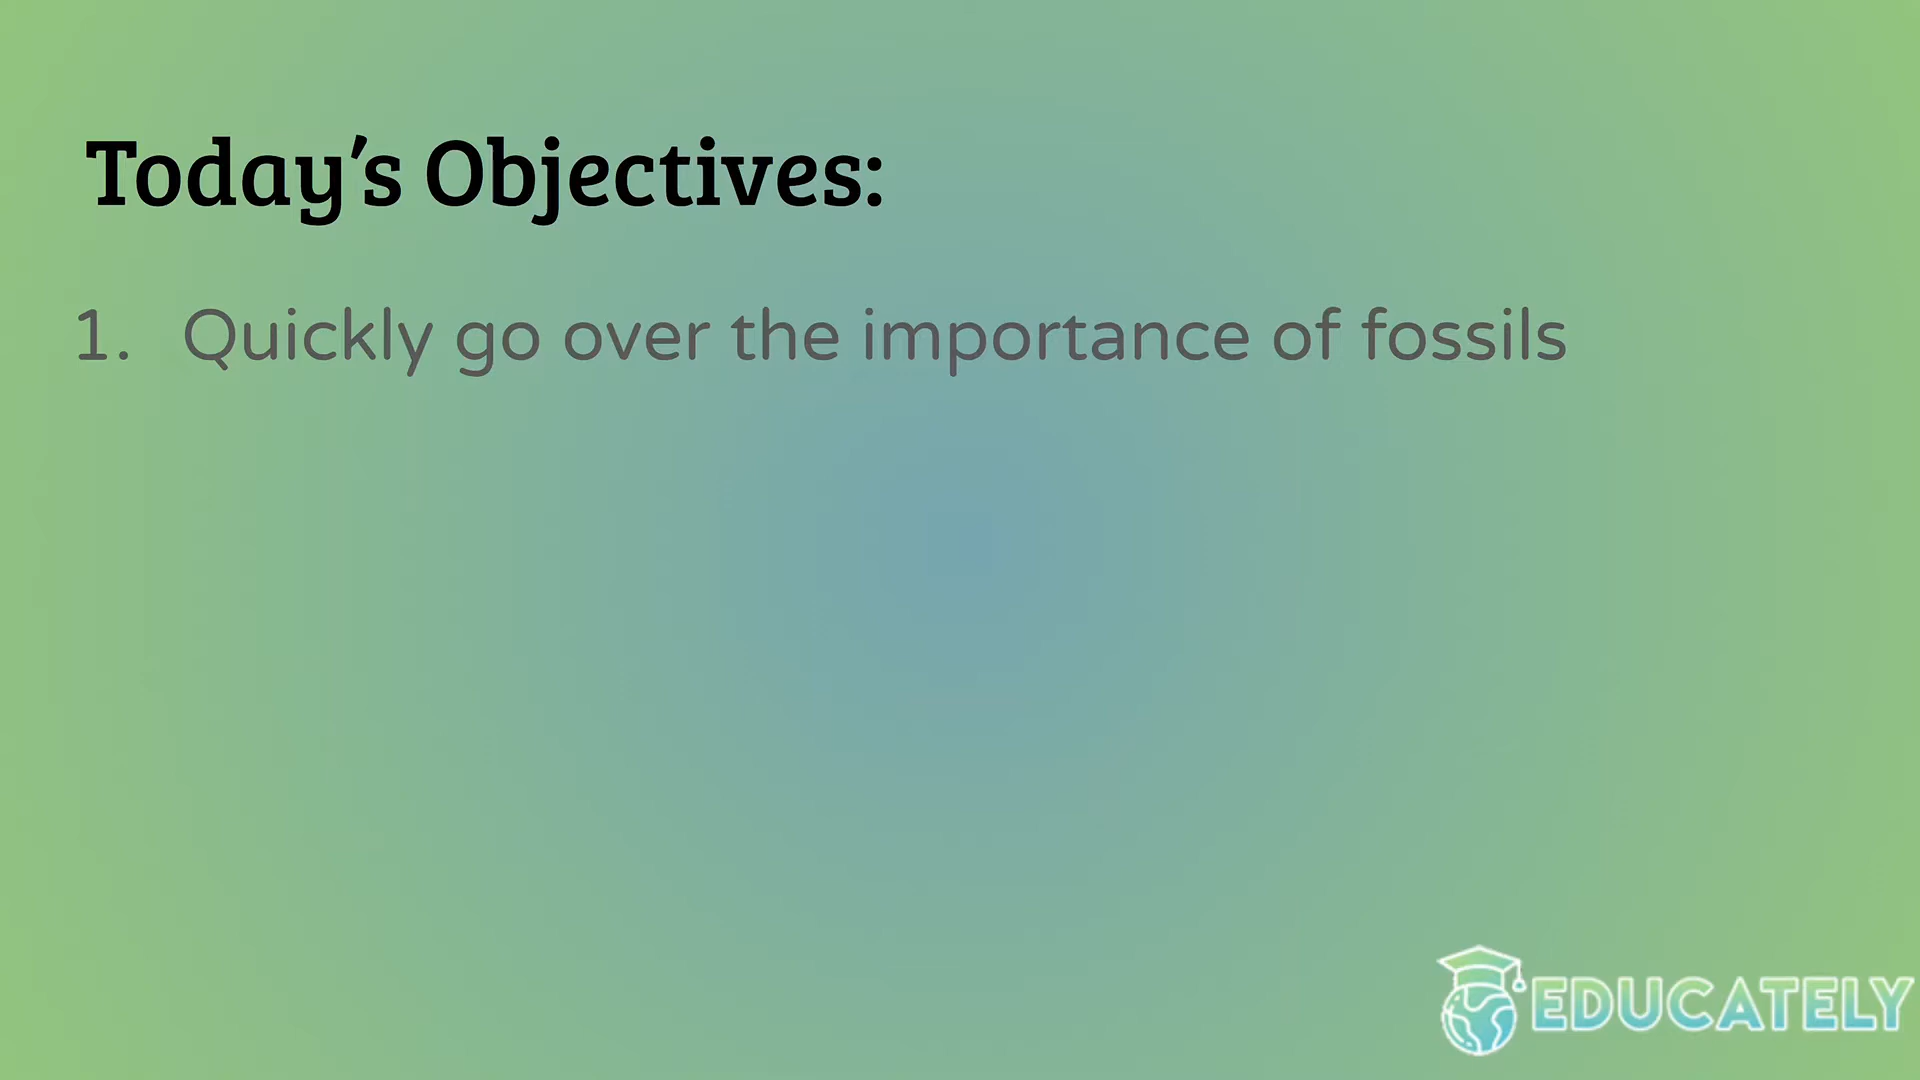 Today’s Objectives:
1. Quickly go over the importance of fossils
EDUCATELY